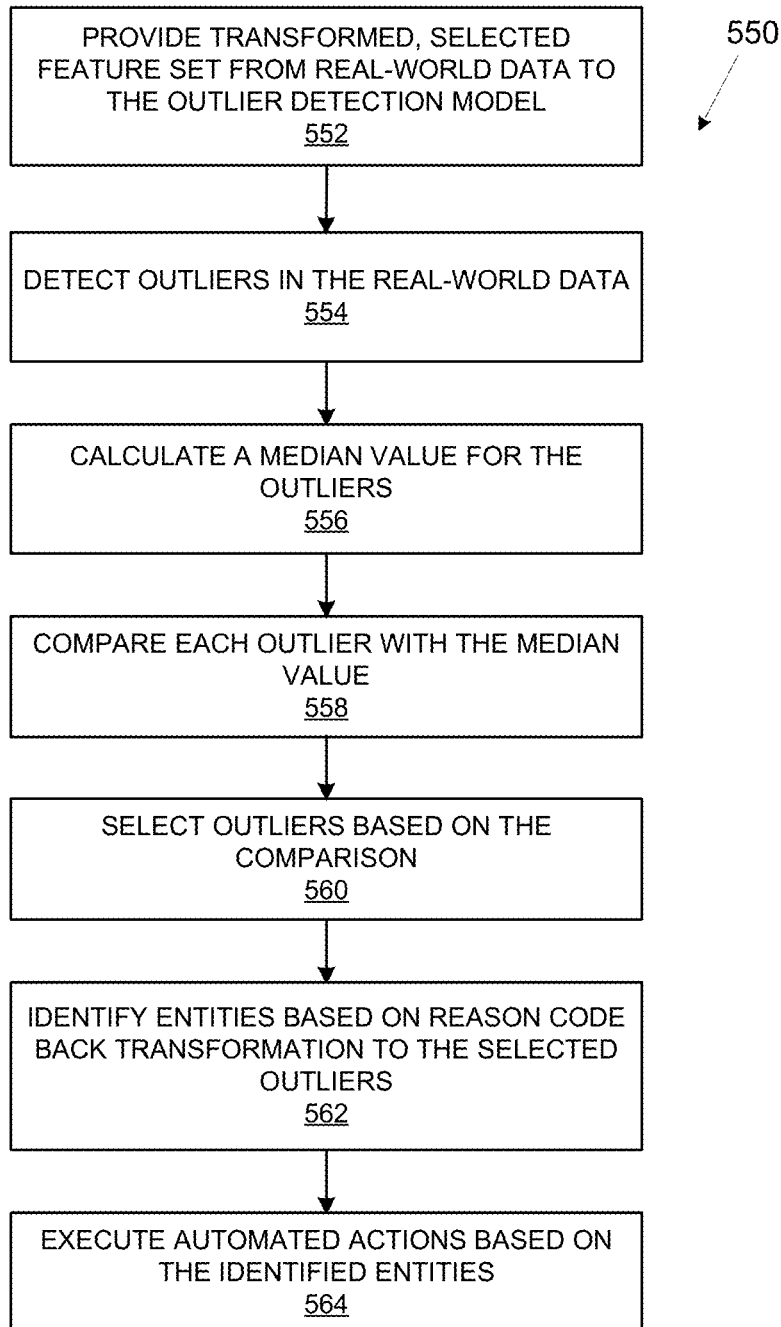 550
PROVIDE TRANSFORMED, SELECTED
FEATURE SET FROM REAL-WORLD DATA TO
THE OUTLIER DETECTION MODEL
552
DETECT OUTLIERS IN THE REAL-WORLD DATA
554
CALCULATE A MEDIAN VALUE FOR THE
OUTLIERS
556
COMPARE EACH OUTLIER WITH THE MEDIAN
VALUE
558
SELECT OUTLIERS BASED ON THE
COMPARISON
560
IDENTIFY ENTITIES BASED ON REASON CODE
BACK TRANSFORMATION TO THE SELECTED
OUTLIERS
562
EXECUTE AUTOMATED ACTIONS BASED ON
THE IDENTIFIED ENTITIES
564